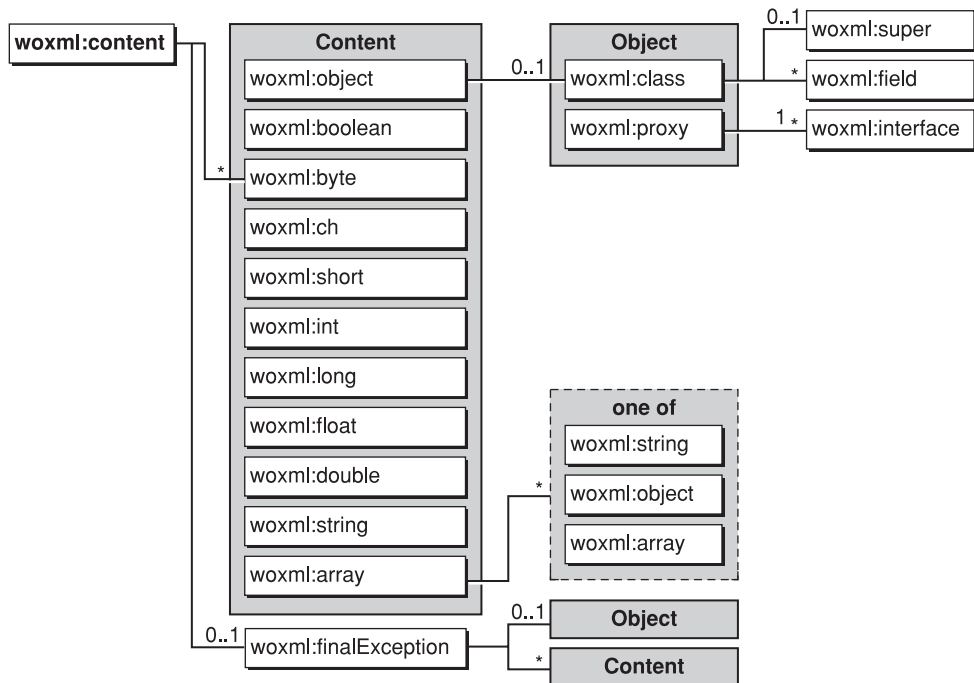 woxml:content
Content
woxml:object
woxml:boolean
woxml:byte
woxml:ch
woxml:short
woxml:int
woxml:long
woxml:float
woxml:double
woxml:string
woxml:array
*
0..1
woxml:finalException
0..1
Object
woxml:class
woxml:proxy
0..1
woxml:super
*
woxml:field
1 *
woxml:interface
*
one of
woxml:string
woxml:object
woxml:array
0..1
Object
*
Content